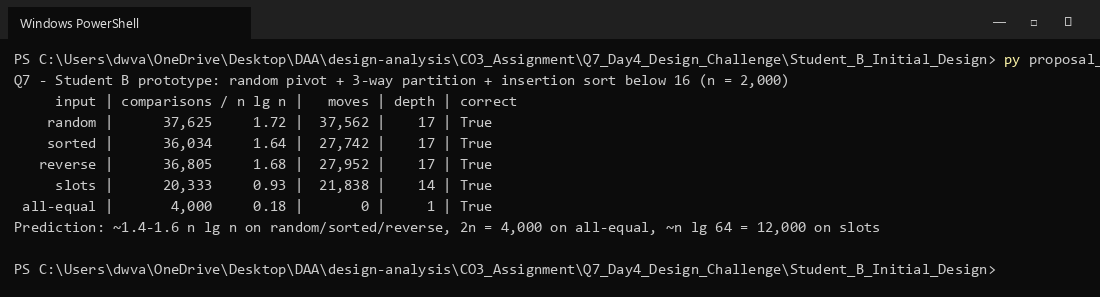 Windows PowerShell
PS C:\Users\dwva\OneDrive\Desktop\DAA\design-analysis\CO3_Assignment\Q7_Day4_Design_Challenge\Student_B_Initial_Design> py proposal_
Q7 - Student B prototype: random pivot + 3-way partition + insertion sort below 16 (n = 2,000)
input | comparisons / n lg n | moves | depth | correct
random | 37,625 1.72 | 37,562 | 17 | True
sorted | 36,034 1.64 | 27,742 | 17 | True
reverse | 36,805 1.68 | 27,952 | 17 | True
slots | 20,333 0.93 | 21,838 | 14 | True
all-equal | 4,000 0.18 | 0 | 1 | True
Prediction: ~1.4-1.6 n lg n on random/sorted/reverse, 2n = 4,000 on all-equal, ~n lg 64 = 12,000 on slots
PS C:\Users\dwva\OneDrive\Desktop\DAA\design-analysis\CO3_Assignment\Q7_Day4_Design_Challenge\Student_B_Initial_Design>